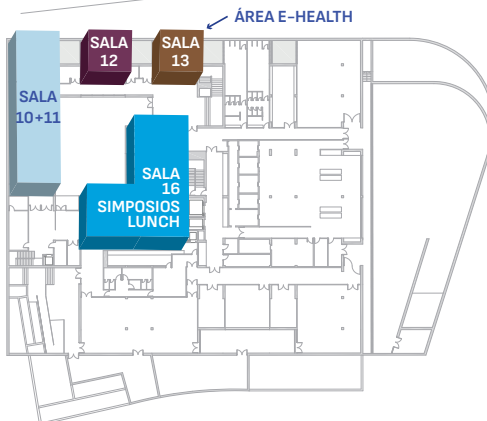 ÁREA E-HEALTH
SALA
12
SALA
13
SALA
10+11
SALA
16
SIMPOSIOS
LUNCH